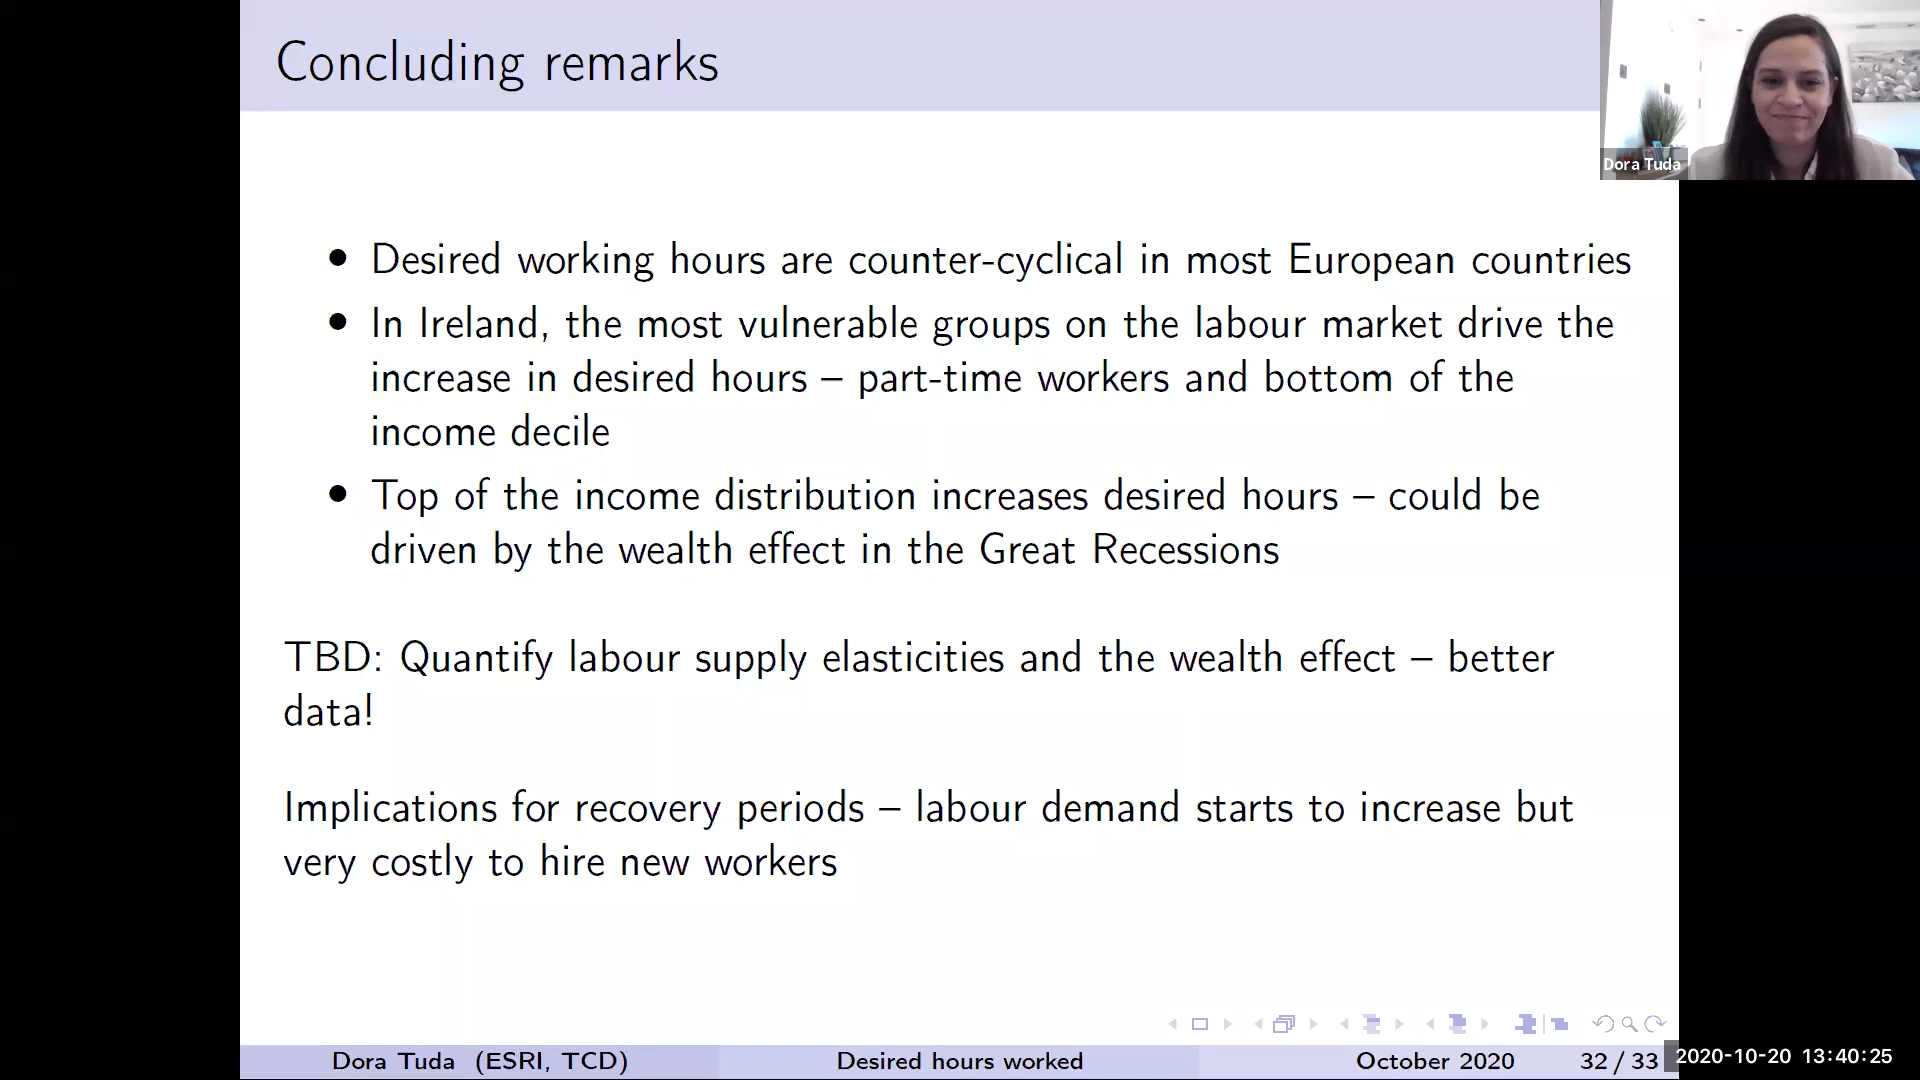 Concluding remarks
Dora Tuda
• Desired working hours are counter-cyclical in most European countries
• In Ireland, the most vulnerable groups on the labour market drive the
increase in desired hours – part-time workers and bottom of the
income decile
• Top of the income distribution increases desired hours – could be
driven by the wealth effect in the Great Recessions
TBD: Quantify labour supply elasticities and the wealth effect – better
data!
Implications for recovery periods – labour demand starts to increase but
very costly to hire new workers
Dora Tuda (ESRI, TCD) Desired hours worked October 2020 32 / 33
2020-10-20 13:40:25